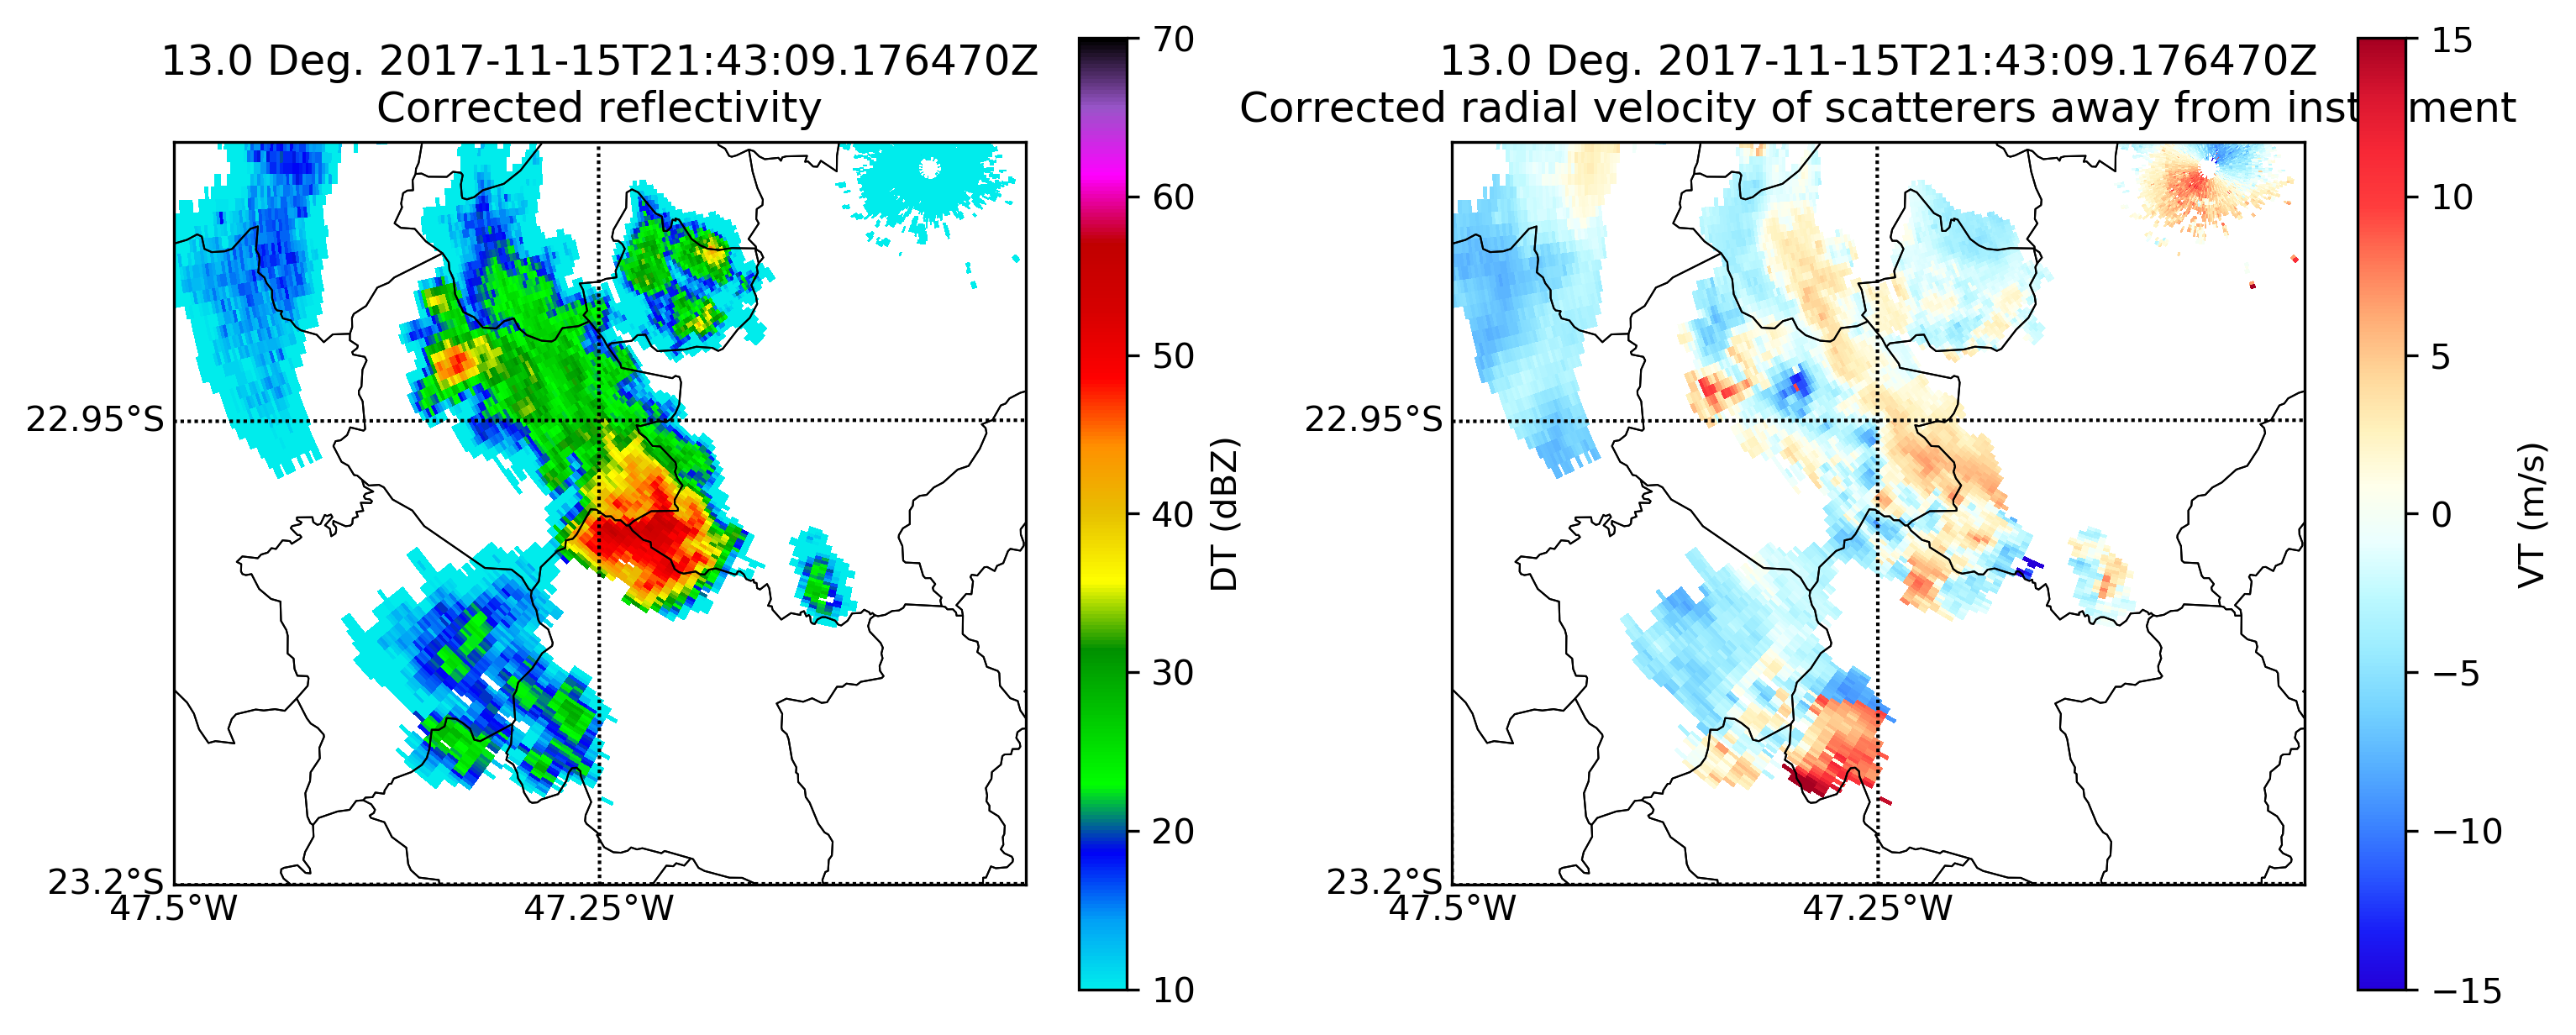 13.0 Deg. 2017-11-15T21:43:09.176470Z
Corrected reflectivity
22.95°S
23.2°S
47.5°W
47.25°W
70
60
50
40
30
20
10
DT (dBZ)
13.0 Deg. 2017-11-15T21:43:09.176470Z
Corrected radial velocity of scatterers away from inst ment
22.95°S
23.2°S
47.5°W
47.25°W
15
10
5
0
−5
−10
−15
VT (m/s)